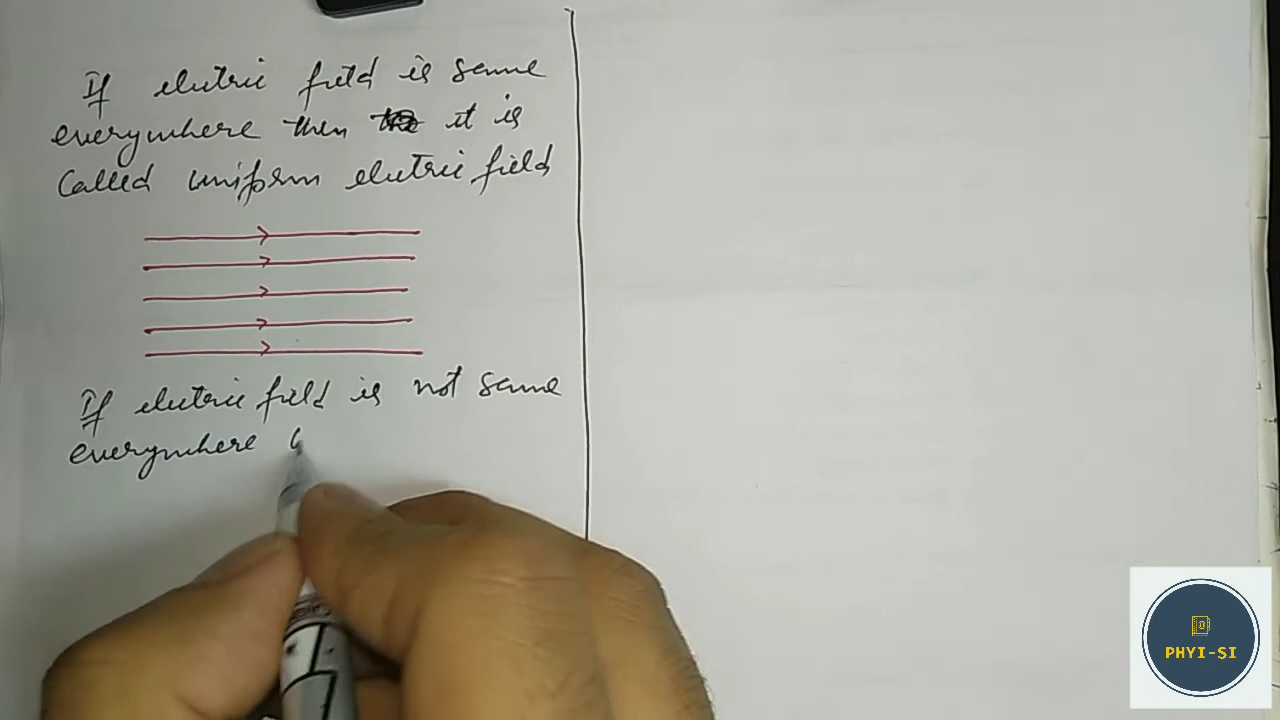 If electric field is same
everywhere then it is
Called uniform electric field
If electric field is not same
everywhere
PHYI-SI